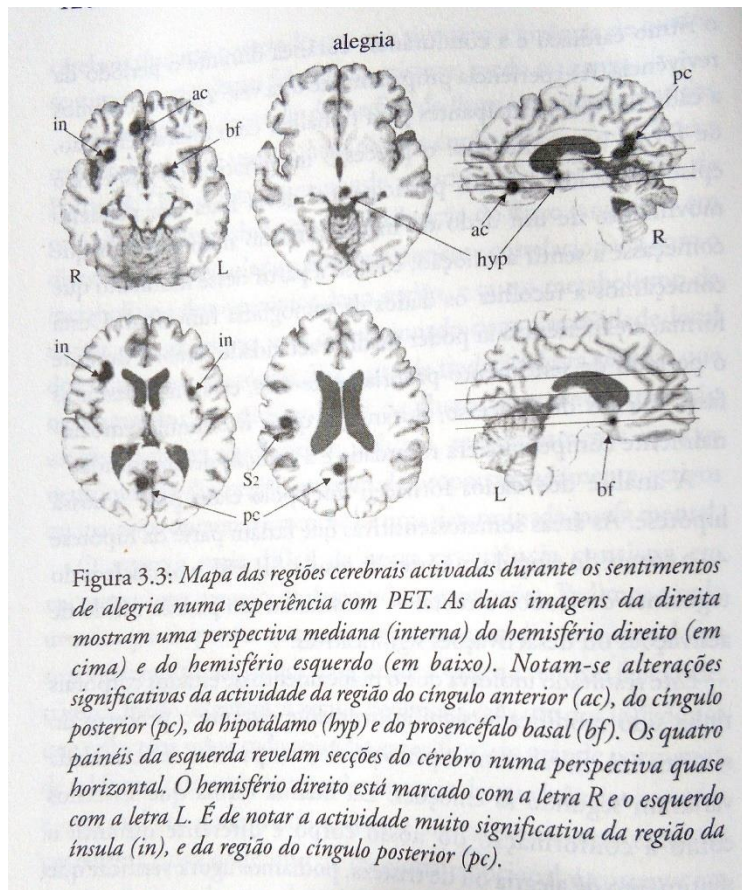 alegria
ac
pc
in
bf
ac
R
L
hyp
R
in
in
S2
pc
L
bf
Figura 3.3: Mapa das regiões cerebrais activadas durante os sentimentos
de alegria numa experiência com PET. As duas imagens da direita
mostram uma perspectiva mediana (interna) do hemisfério direito (em
cima) e do hemisfério esquerdo (em baixo). Notam-se alterações
significativas da actividade da região do cíngulo anterior (ac), do cíngulo
posterior (pc), do hipotálamo (hyp) e do prosencéfalo basal (bf). Os quatro
painéis da esquerda revelam secções do cérebro numa perspectiva quase
horizontal. O hemisfério direito está marcado com a letra R e o esquerdo
com a letra L. É de notar a actividade muito significativa da região da
ínsula (in), e da região do cíngulo posterior (pc).